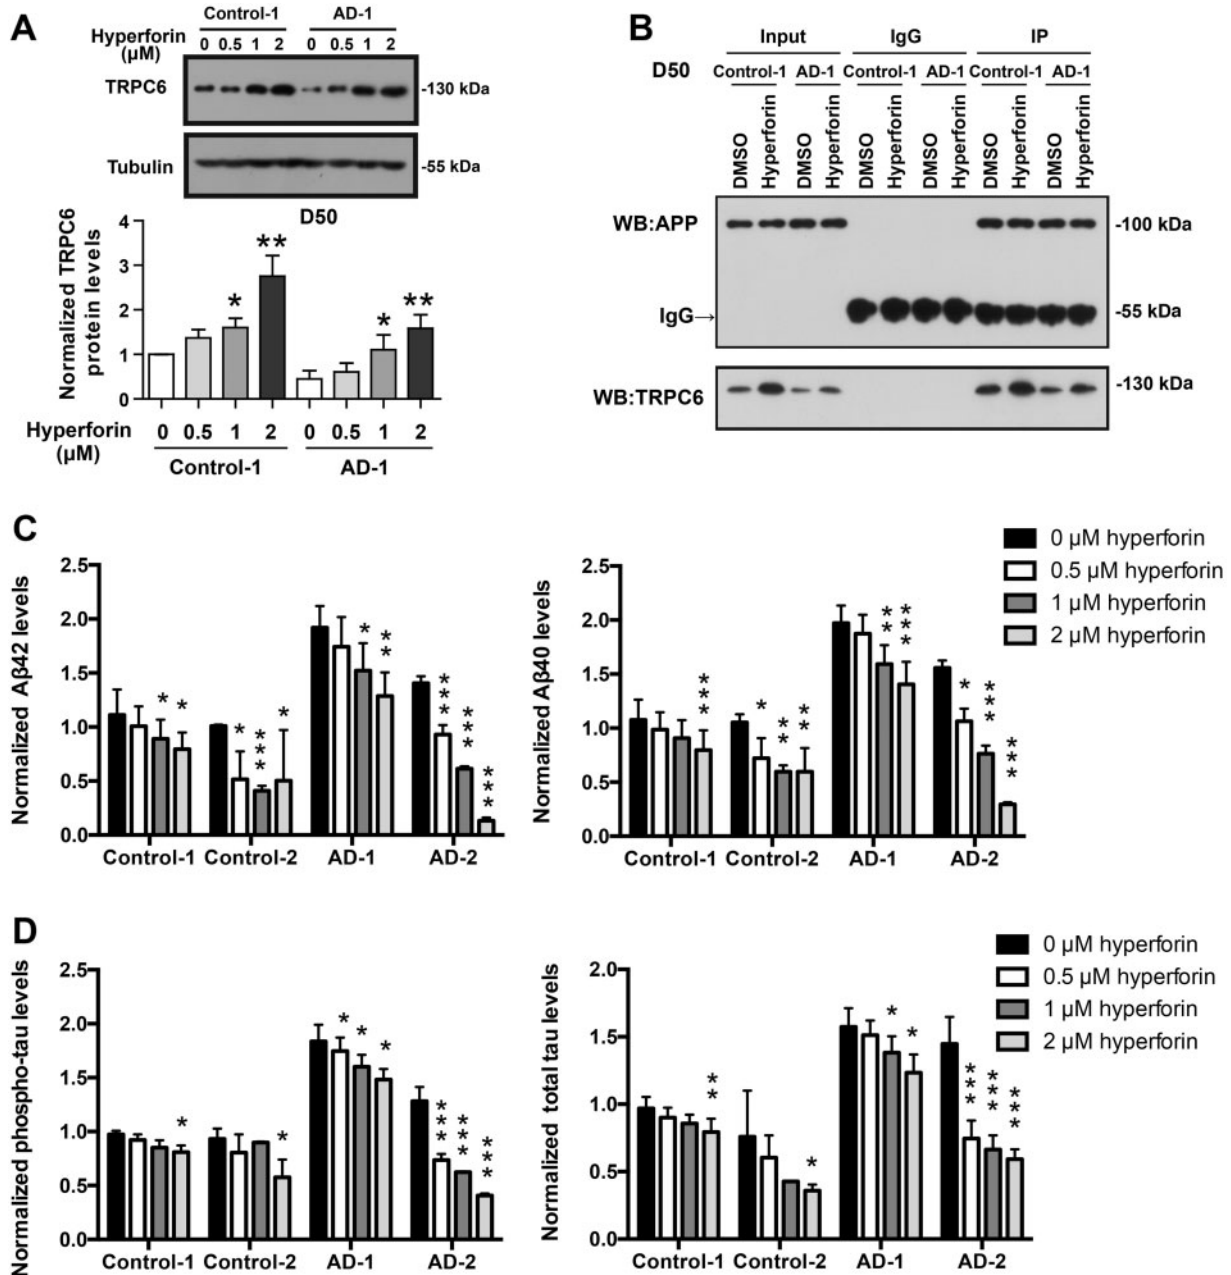 A
Control-1 AD-1
Hyperforin (µM) 0 0.5 1 2 0 0.5 1 2
TRPC6 -130 kDa
Tubulin -55 kDa
D50
Normalized TRPC6 protein levels
4
3
2
1
0
* ** * **
Hyperforin (µM) 0 0.5 1 2 0 0.5 1 2
Control-1 AD-1
B
Input IgG IP
D50 Control-1 AD-1 Control-1 AD-1 Control-1 AD-1
DMSO Hyperforin DMSO Hyperforin DMSO Hyperforin DMSO Hyperforin DMSO Hyperforin DMSO Hyperforin
WB:APP -100 kDa
IgG→ -55 kDa
WB:TRPC6 -130 kDa
C
Normalized Aβ42 levels
2.5
2.0
1.5
1.0
0.5
0.0
* * * *** * * ** *** *** ***
Control-1 Control-2 AD-1 AD-2
Normalized Aβ40 levels
2.5
2.0
1.5
1.0
0.5
0.0
*** * ** ** ** *** * *** ***
Control-1 Control-2 AD-1 AD-2
0 µM hyperforin
0.5 µM hyperforin
1 µM hyperforin
2 µM hyperforin
D
Normalized phospho-tau levels
2.5
2.0
1.5
1.0
0.5
0.0
* * * * * *** *** ***
Control-1 Control-2 AD-1 AD-2
Normalized total tau levels
2.0
1.5
1.0
0.5
0.0
** * * * *** *** ***
Control-1 Control-2 AD-1 AD-2
0 µM hyperforin
0.5 µM hyperforin
1 µM hyperforin
2 µM hyperforin